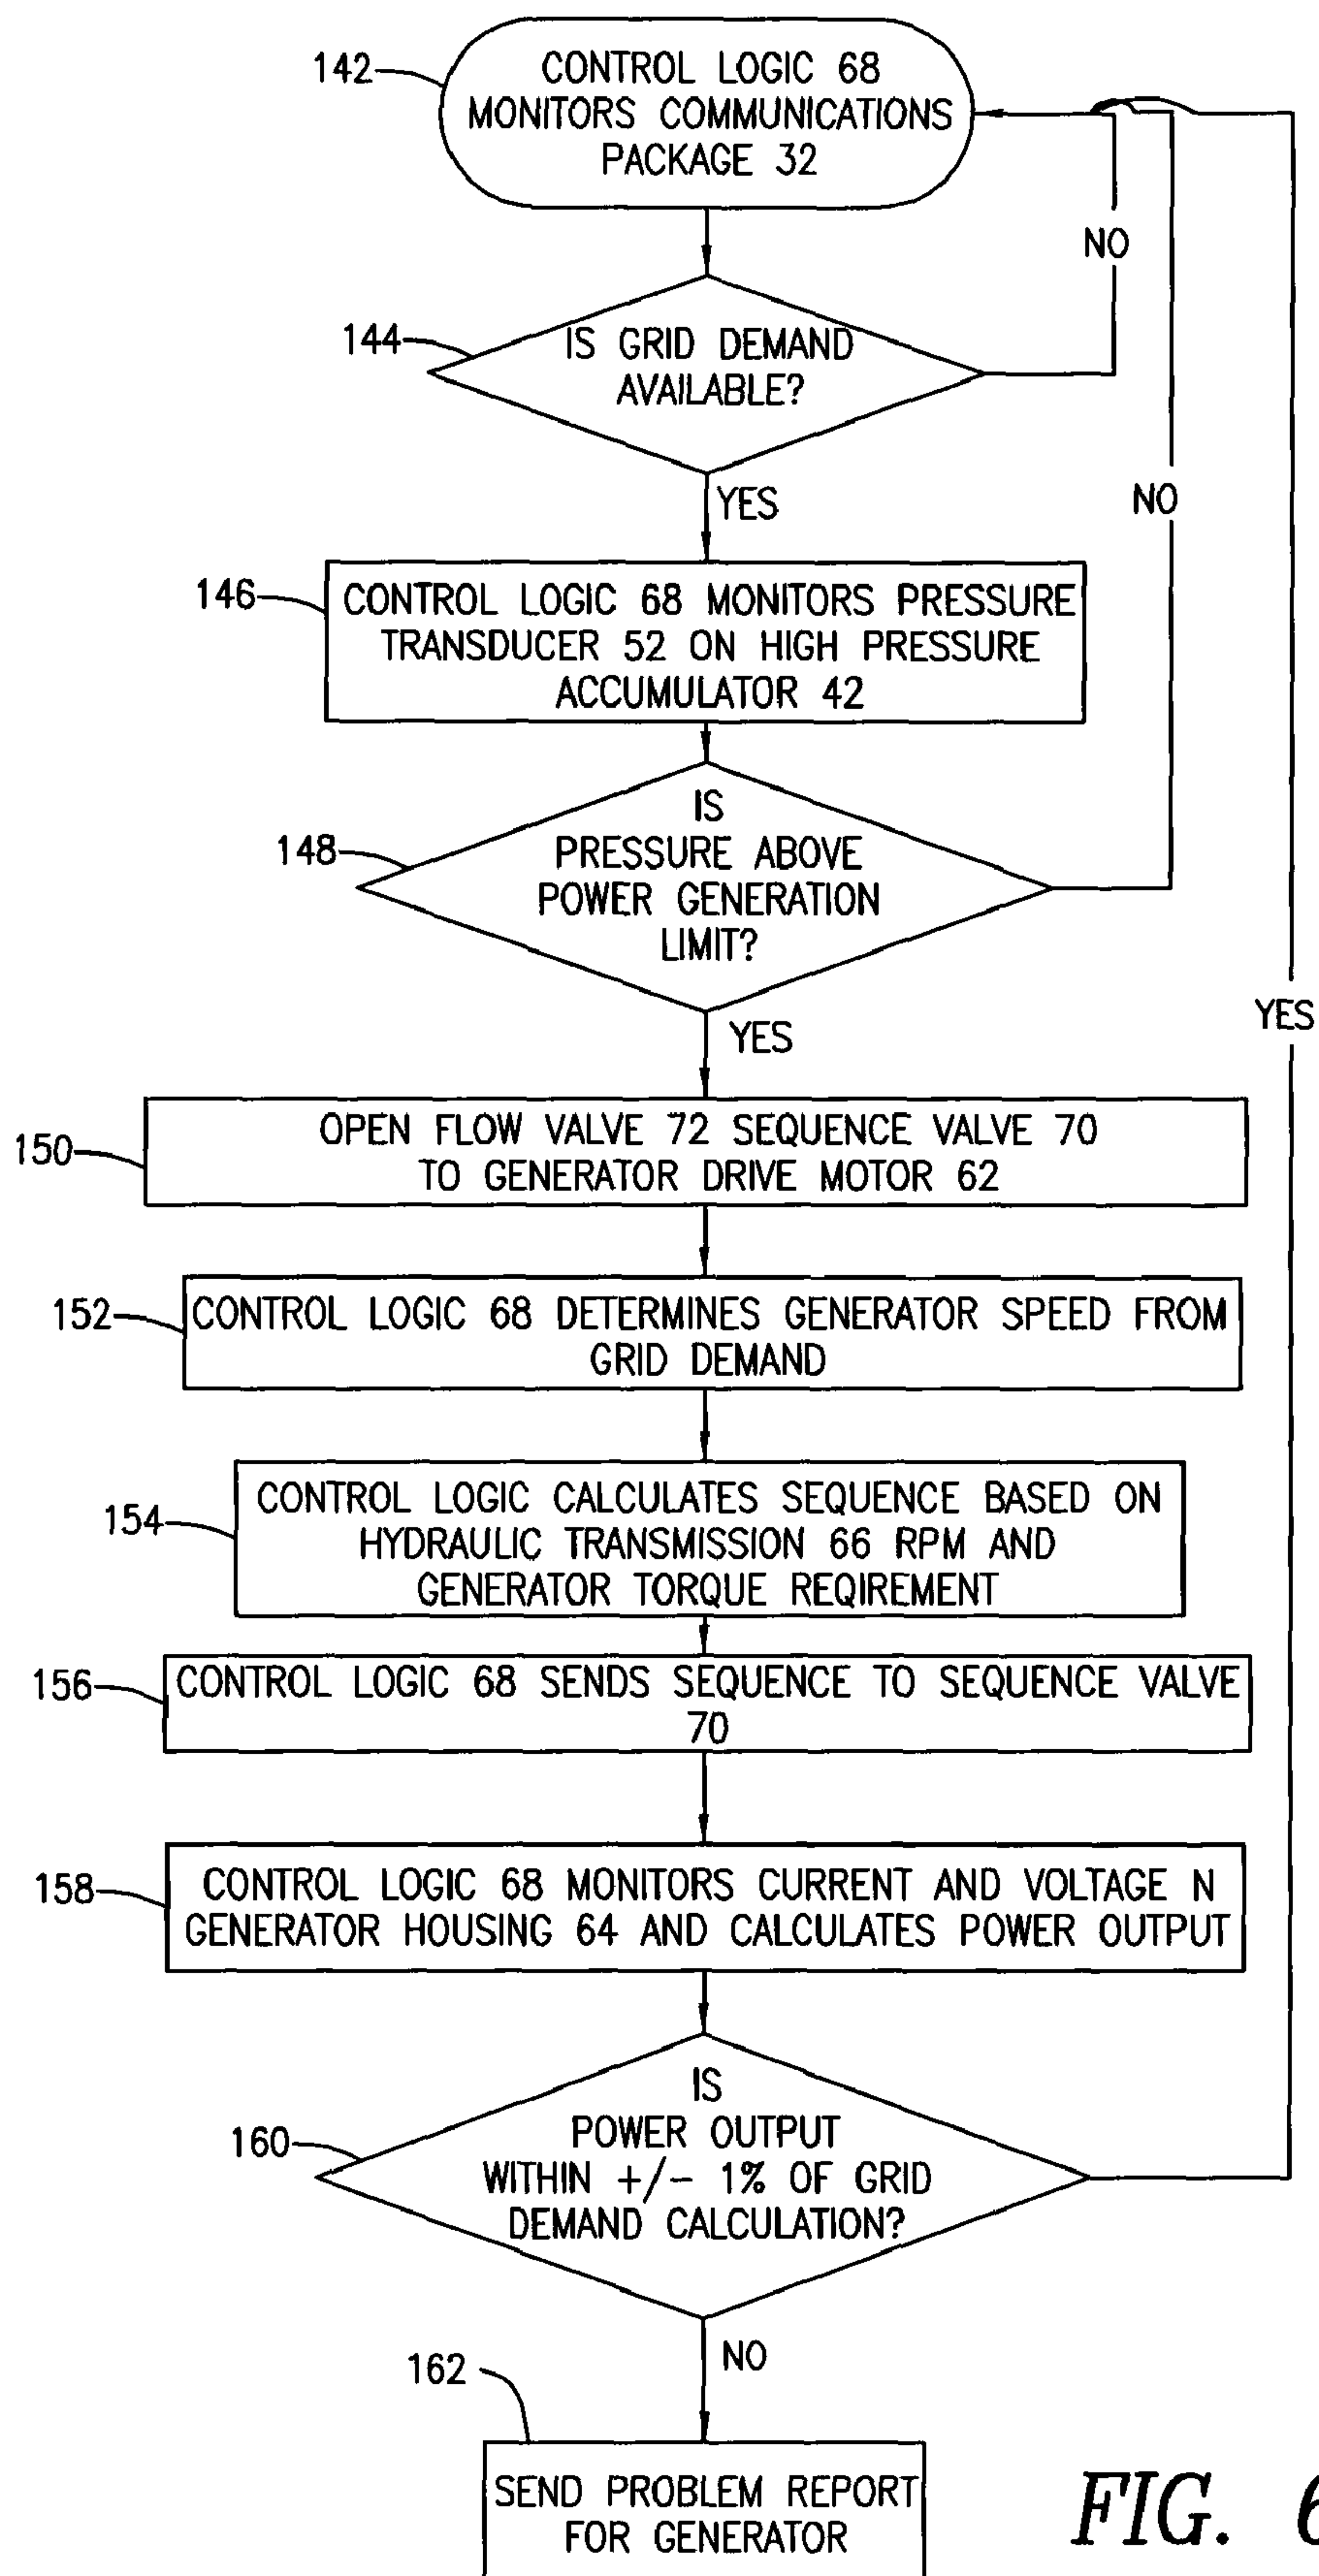 142
CONTROL LOGIC 68
MONITORS COMMUNICATIONS
PACKAGE 32
NO
144
IS GRID DEMAND
AVAILABLE?
YES
NO
146
CONTROL LOGIC 68 MONITORS PRESSURE
TRANSDUCER 52 ON HIGH PRESSURE
ACCUMULATOR 42
148
IS
PRESSURE ABOVE
POWER GENERATION
LIMIT?
YES
YES
150
OPEN FLOW VALVE 72 SEQUENCE VALVE 70
TO GENERATOR DRIVE MOTOR 62
152
CONTROL LOGIC 68 DETERMINES GENERATOR SPEED FROM
GRID DEMAND
154
CONTROL LOGIC CALCULATES SEQUENCE BASED ON
HYDRAULIC TRANSMISSION 66 RPM AND
GENERATOR TORQUE REQIREMENT
156
CONTROL LOGIC 68 SENDS SEQUENCE TO SEQUENCE VALVE
70
158
CONTROL LOGIC 68 MONITORS CURRENT AND VOLTAGE N
GENERATOR HOUSING 64 AND CALCULATES POWER OUTPUT
160
IS
POWER OUTPUT
WITHIN +/- 1% OF GRID
DEMAND CALCULATION?
NO
162
SEND PROBLEM REPORT
FOR GENERATOR
FIG. 6